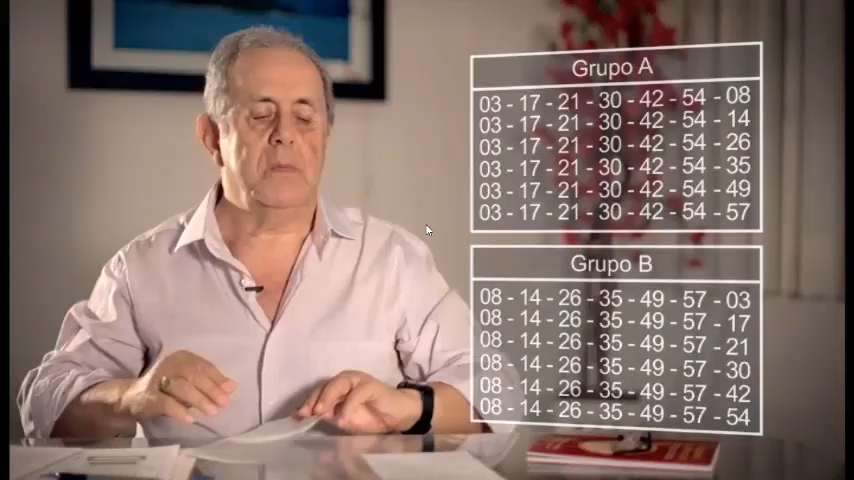 Grupo A
03 - 17 - 21 - 30 - 42 - 54 - 08
03 - 17 - 21 - 30 - 42 - 54 - 14
03 - 17 - 21 - 30 - 42 - 54 - 26
03 - 17 - 21 - 30 - 42 - 54 - 35
03 - 17 - 21 - 30 - 42 - 54 - 49
03 - 17 - 21 - 30 - 42 - 54 - 57
Grupo B
08 - 14 - 26 - 35 - 49 - 57 - 03
08 - 14 - 26 - 35 - 49 - 57 - 17
08 - 14 - 26 - 35 - 49 - 57 - 21
08 - 14 - 26 - 35 - 49 - 57 - 30
08 - 14 - 26 - 35 - 49 - 57 - 42
08 - 14 - 26 - 35 - 49 - 57 - 54